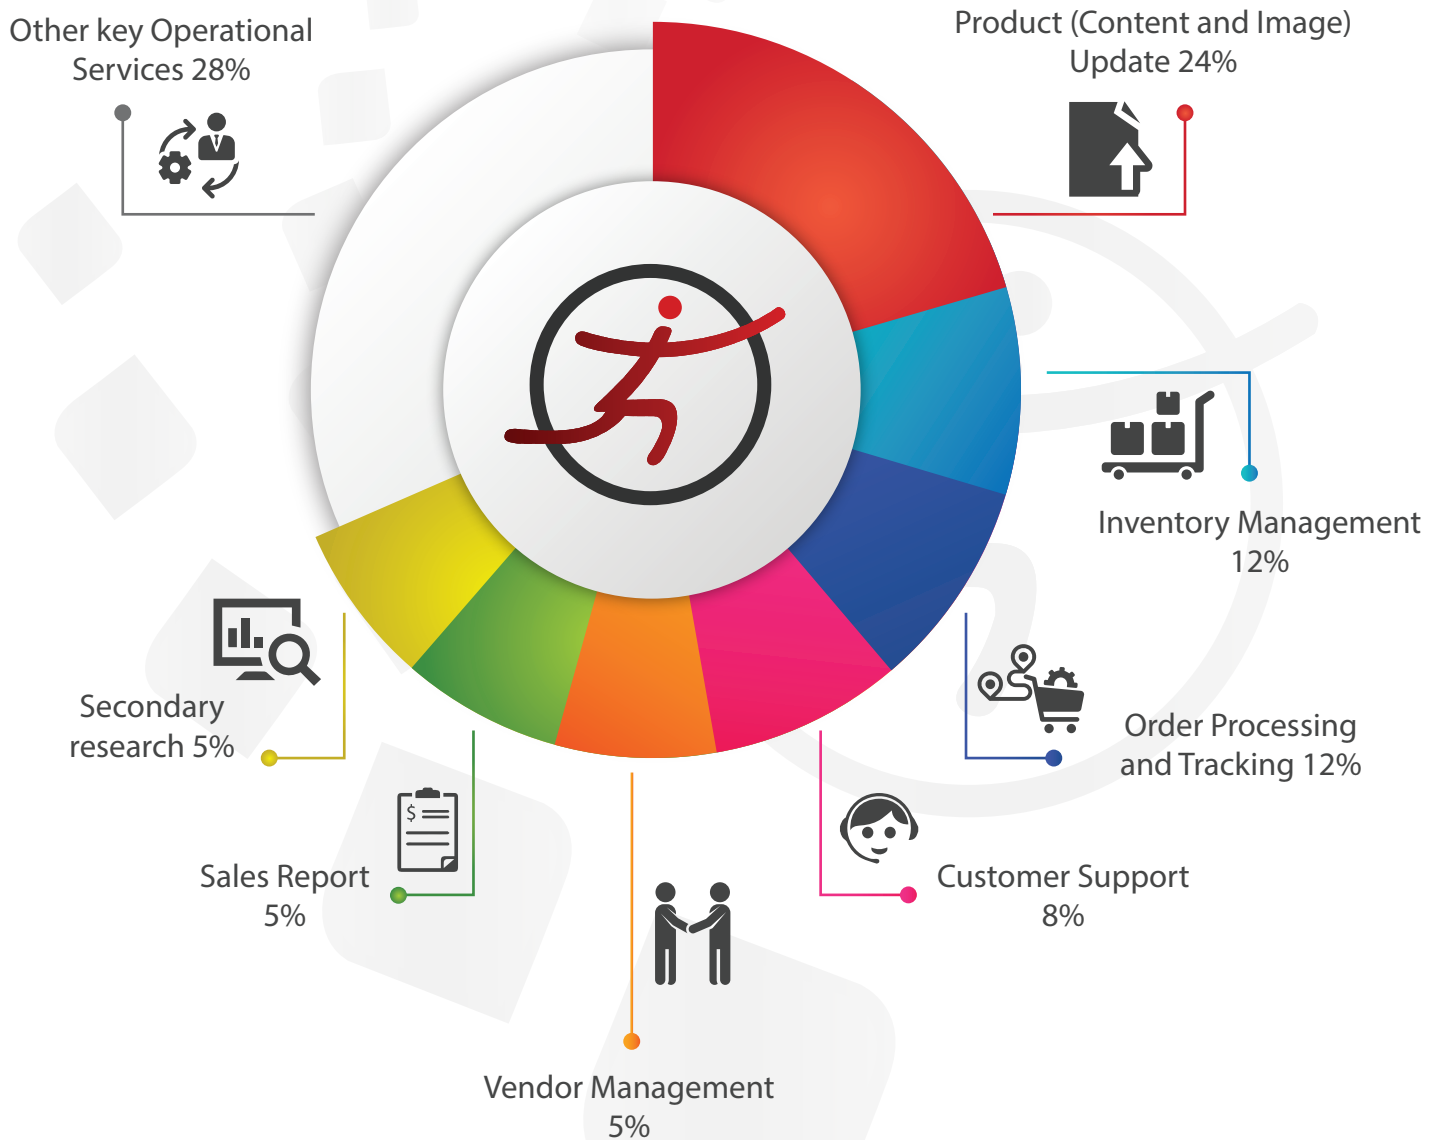 Other key Operational
Services 28%
Product (Content and Image)
Update 24%
Inventory Management
12%
Order Processing
and Tracking 12%
Customer Support
8%
Vendor Management
5%
Sales Report
5%
$
Secondary
research 5%